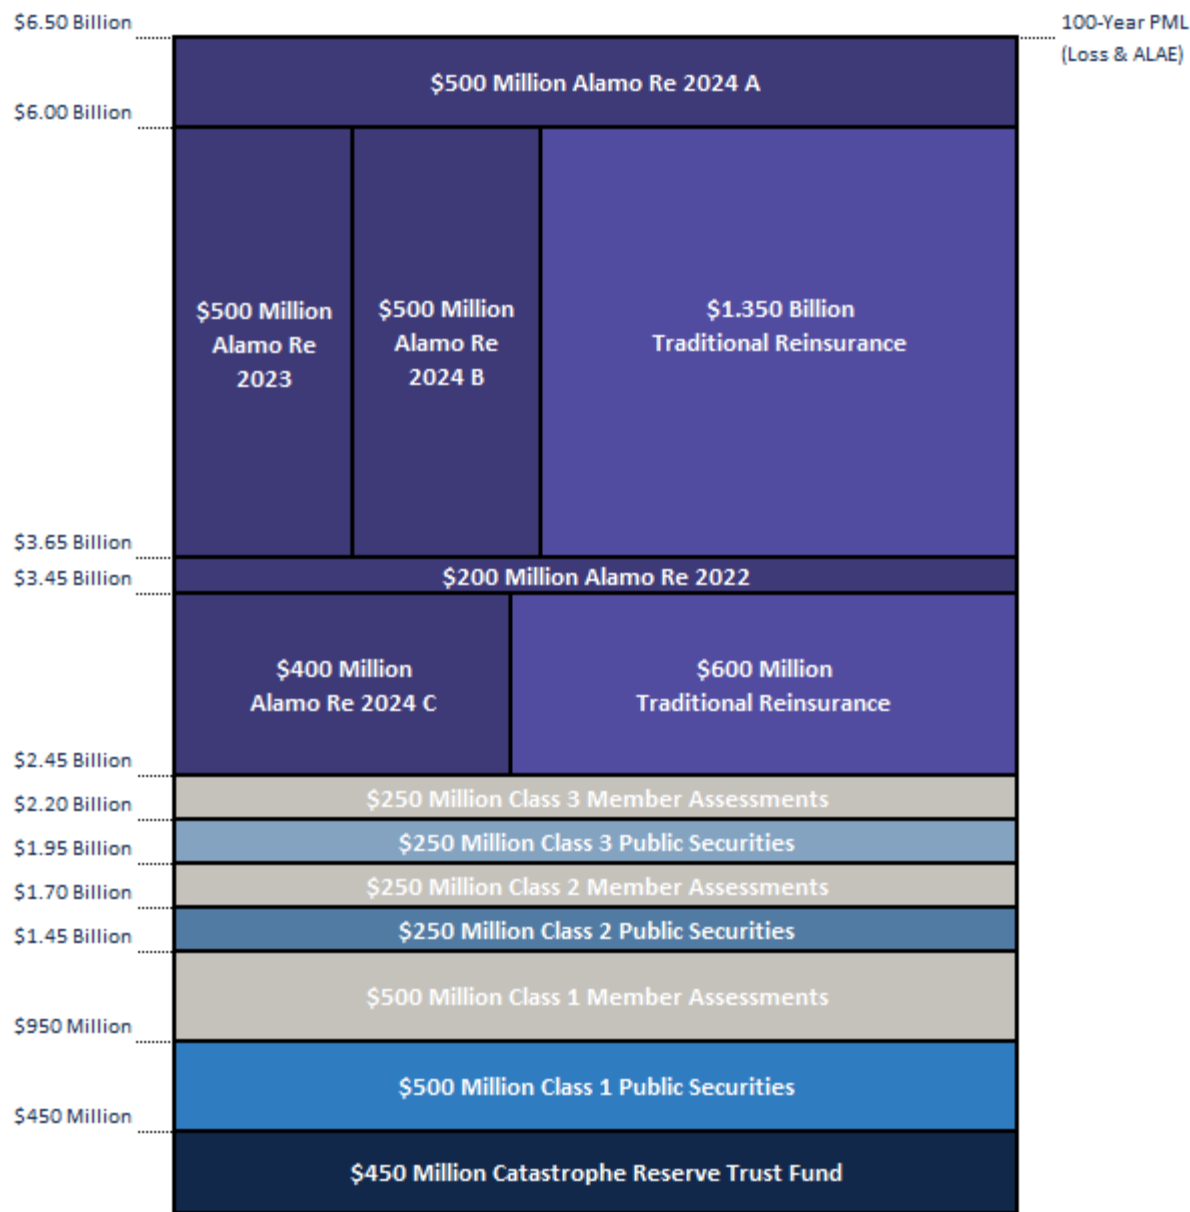 $6.50 Billion
100-Year PML
(Loss & ALAE)
$500 Million Alamo Re 2024 A
$6.00 Billion
$500 Million
Alamo Re
2023
$500 Million
Alamo Re
2024 B
$1.350 Billion
Traditional Reinsurance
$3.65 Billion
$200 Million Alamo Re 2022
$3.45 Billion
$400 Million
Alamo Re 2024 C
$600 Million
Traditional Reinsurance
$2.45 Billion
$250 Million Class 3 Member Assessments
$2.20 Billion
$250 Million Class 3 Public Securities
$1.95 Billion
$250 Million Class 2 Member Assessments
$1.70 Billion
$250 Million Class 2 Public Securities
$1.45 Billion
$500 Million Class 1 Member Assessments
$950 Million
$500 Million Class 1 Public Securities
$450 Million
$450 Million Catastrophe Reserve Trust Fund